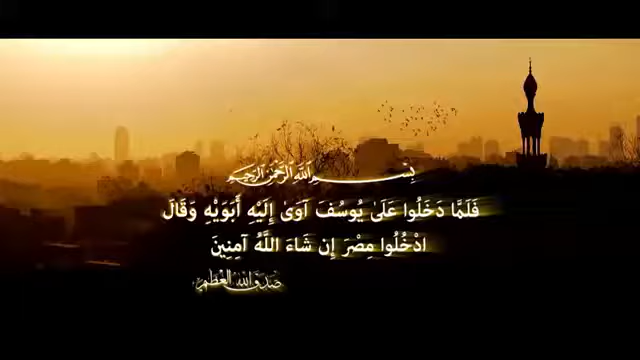 بسم الله الرحمن الرحيم
فَلَمَّا دَخَلُوا عَلَىٰ يُوسُفَ آوَىٰ إِلَيْهِ أَبَوَيْهِ وَقَالَ
ادْخُلُوا مِصْرَ إِن شَاءَ اللَّهُ آمِنِينَ
صدق الله العظيم